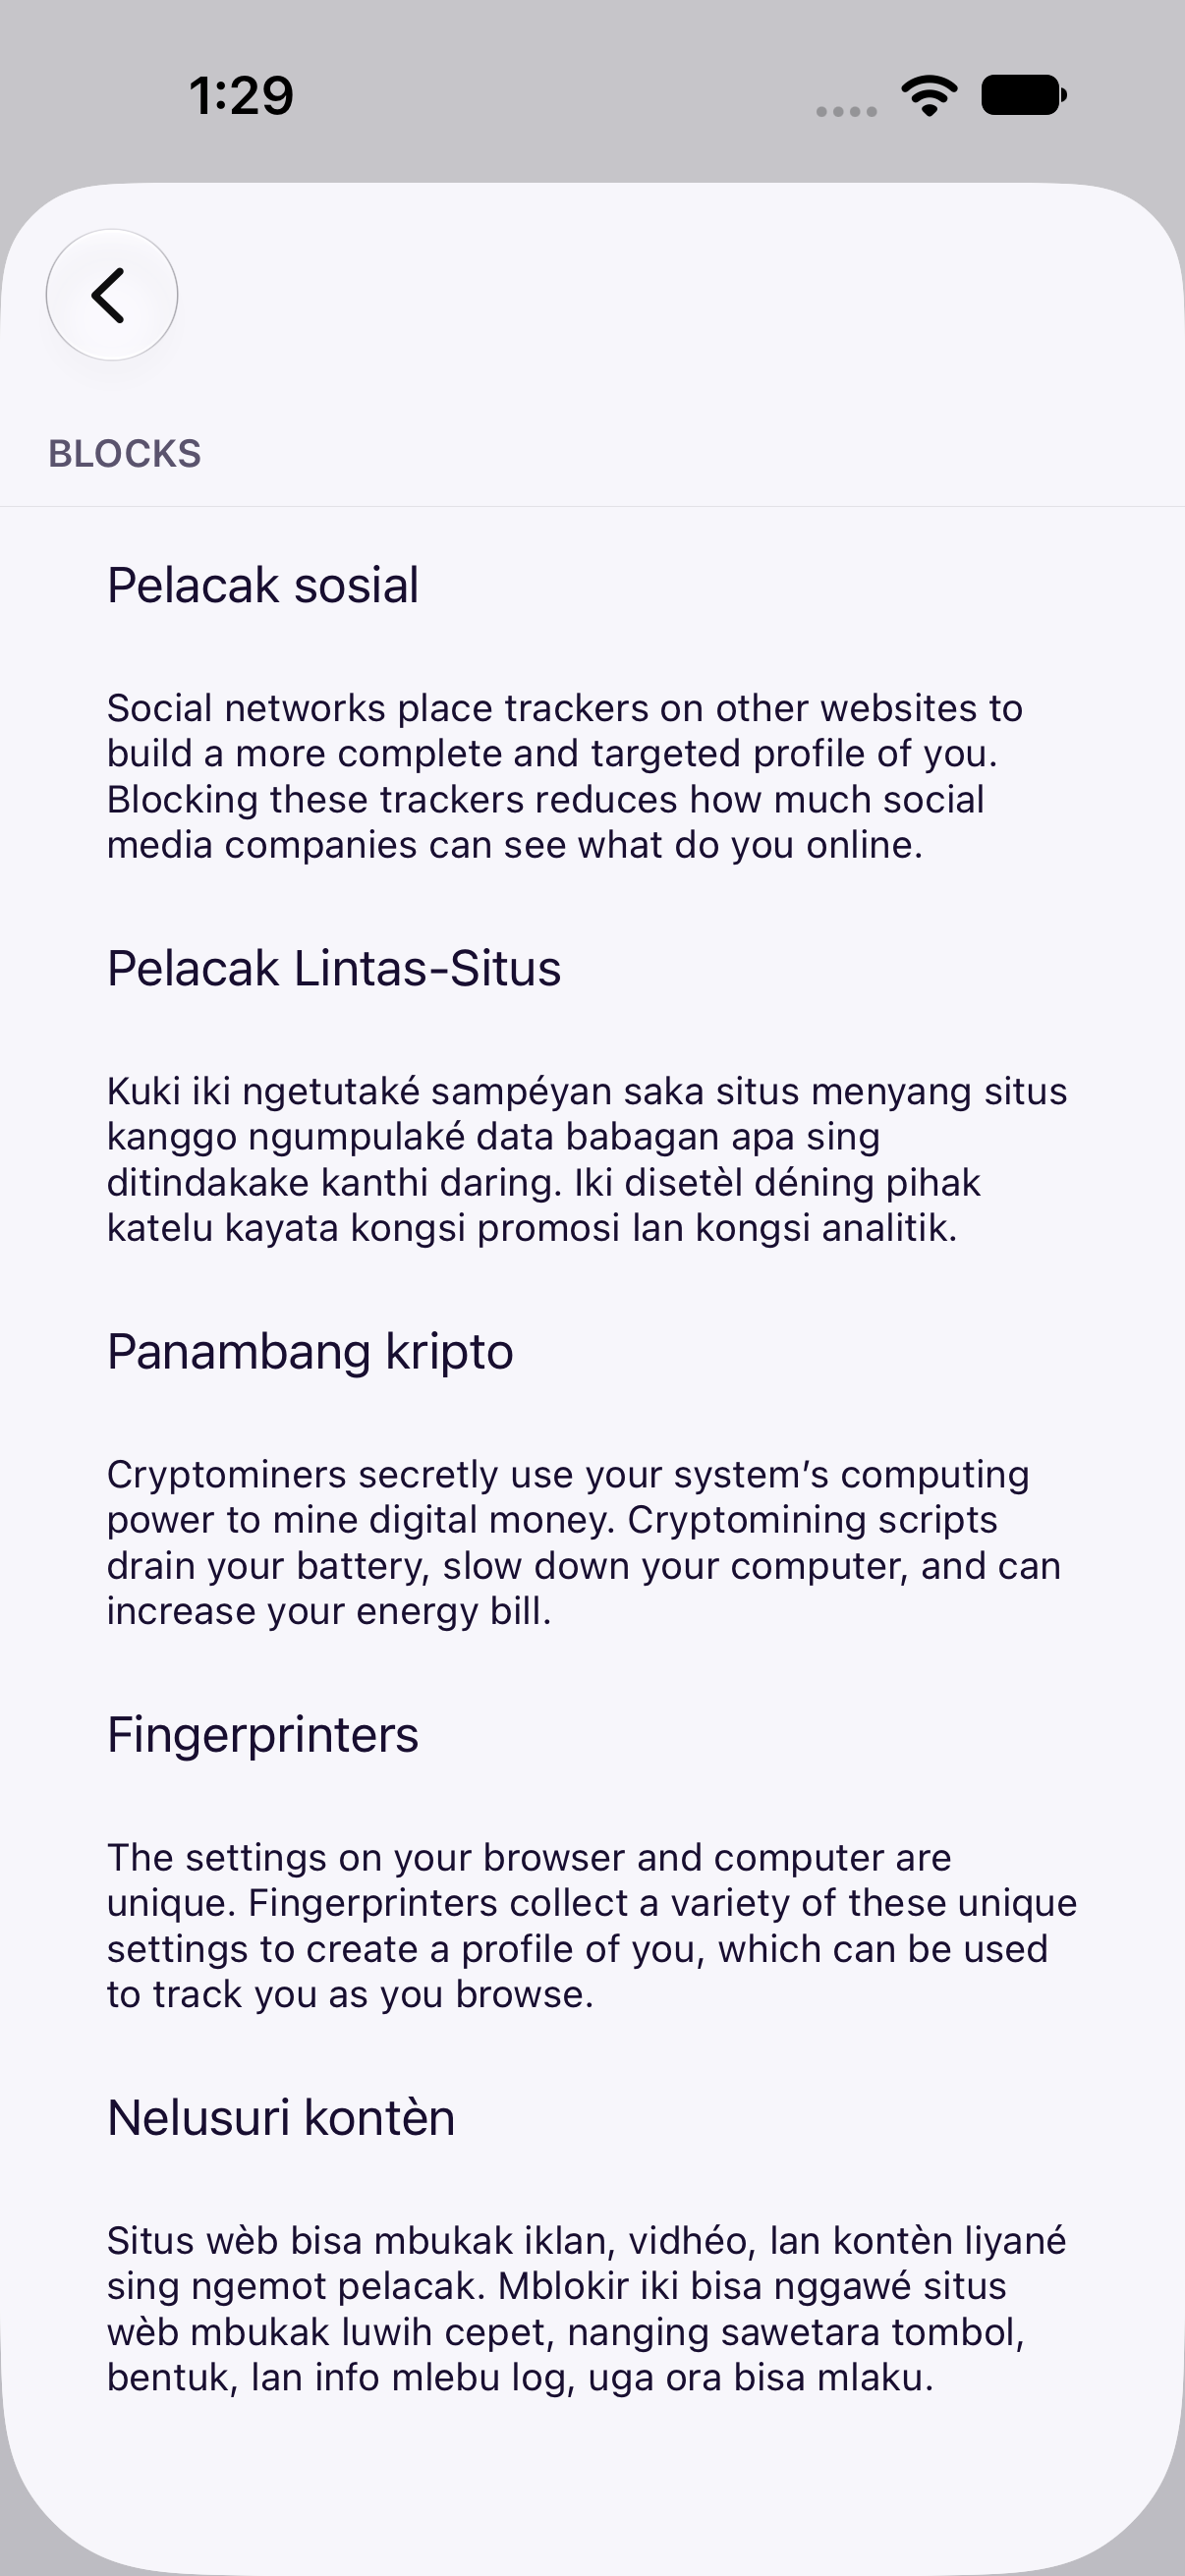 1:29
BLOCKS
Pelacak sosial
Social networks place trackers on other websites to
build a more complete and targeted profile of you.
Blocking these trackers reduces how much social
media companies can see what do you online.
Pelacak Lintas-Situs
Kuki iki ngetutaké sampéyan saka situs menyang situs
kanggo ngumpulaké data babagan apa sing
ditindakake kanthi daring. Iki disetèl déning pihak
katelu kayata kongsi promosi lan kongsi analitik.
Panambang kripto
Cryptominers secretly use your system’s computing
power to mine digital money. Cryptomining scripts
drain your battery, slow down your computer, and can
increase your energy bill.
Fingerprinters
The settings on your browser and computer are
unique. Fingerprinters collect a variety of these unique
settings to create a profile of you, which can be used
to track you as you browse.
Nelusuri kontèn
Situs wèb bisa mbukak iklan, vidhéo, lan kontèn liyané
sing ngemot pelacak. Mblokir iki bisa nggawé situs
wèb mbukak luwih cepet, nanging sawetara tombol,
bentuk, lan info mlebu log, uga ora bisa mlaku.